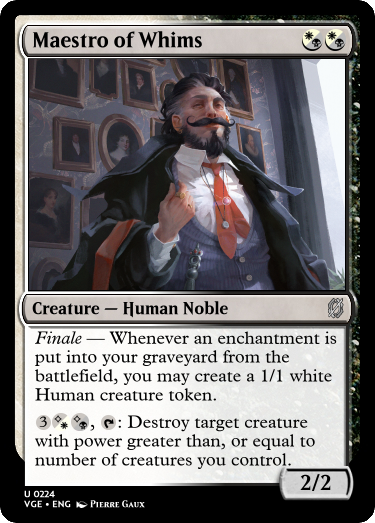 Maestro of Whims
Creature — Human Noble
Finale — Whenever an enchantment is
put into your graveyard from the
battlefield, you may create a 1/1 white
Human creature token.
3, : Destroy target creature
with power greater than, or equal to
number of creatures you control.
2/2
U 0224
VGE • ENG Pierre Gaux